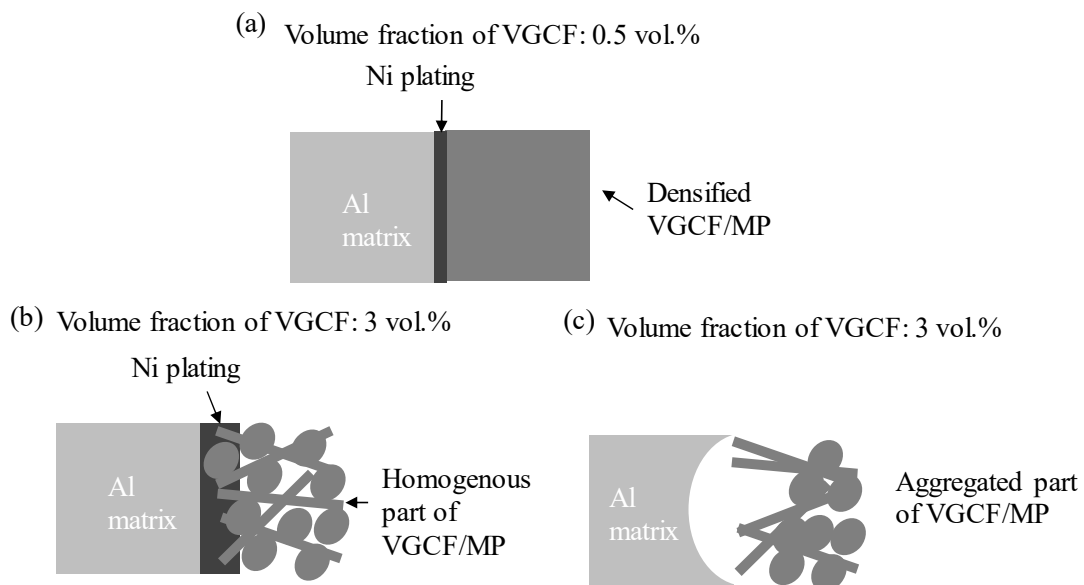 (a) Volume fraction of VGCF: 0.5 vol.%
Ni plating
Al
matrix
Densified
VGCF/MP
(b) Volume fraction of VGCF: 3 vol.%
Ni plating
Al
matrix
Homogenous
part of
VGCF/MP
(c) Volume fraction of VGCF: 3 vol.%
Al
matrix
Aggregated part
of VGCF/MP